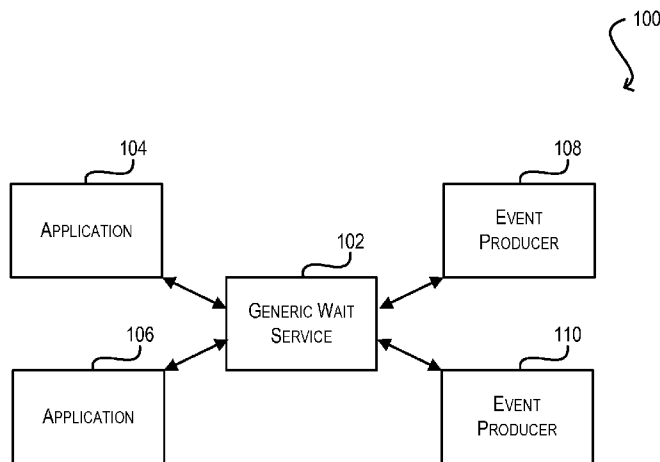 100
104
108
APPLICATION
EVENT
PRODUCER
102
GENERIC WAIT
SERVICE
106
110
APPLICATION
EVENT
PRODUCER